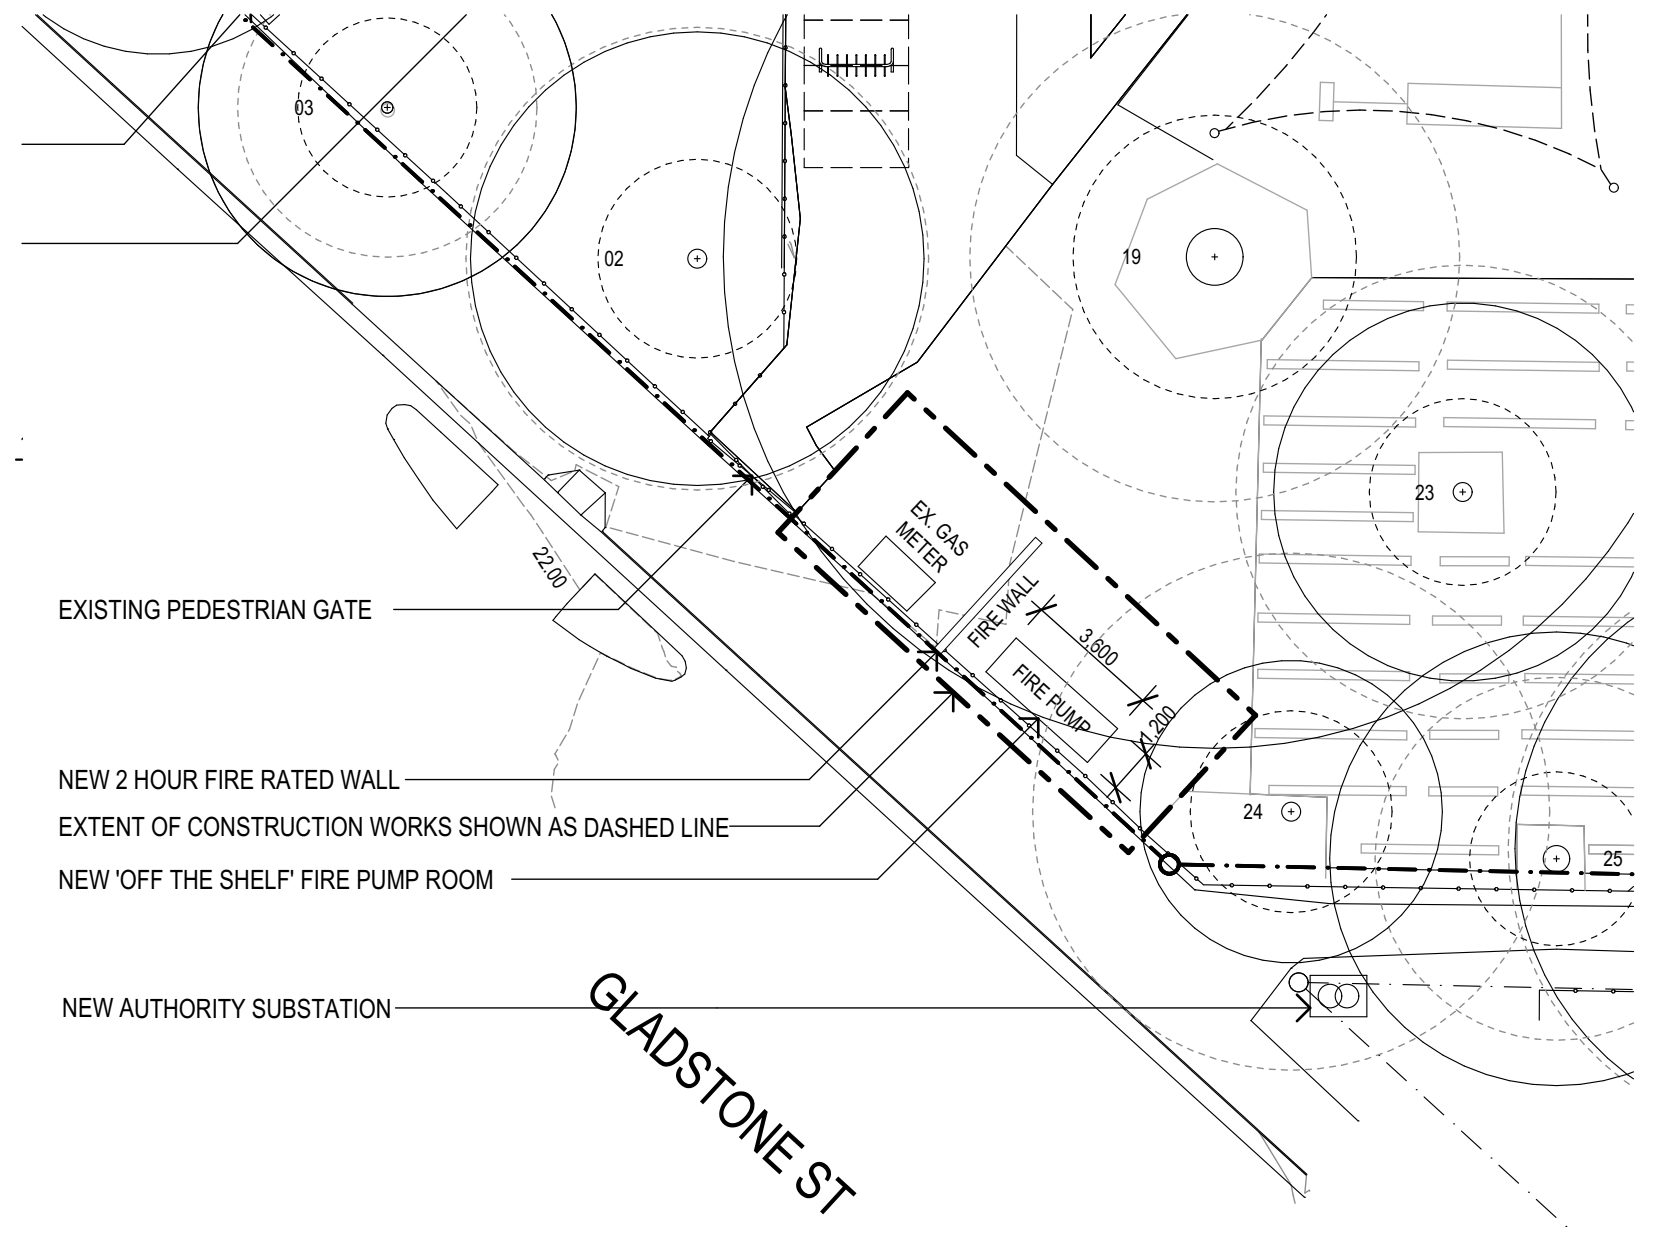 03
02
19
23
EX. GAS
METER
22.00
FIRE WALL
3,600
EXISTING PEDESTRIAN GATE
FIRE PUMP
1,200
NEW 2 HOUR FIRE RATED WALL
24
EXTENT OF CONSTRUCTION WORKS SHOWN AS DASHED LINE
25
NEW 'OFF THE SHELF' FIRE PUMP ROOM
NEW AUTHORITY SUBSTATION
GLADSTONE ST